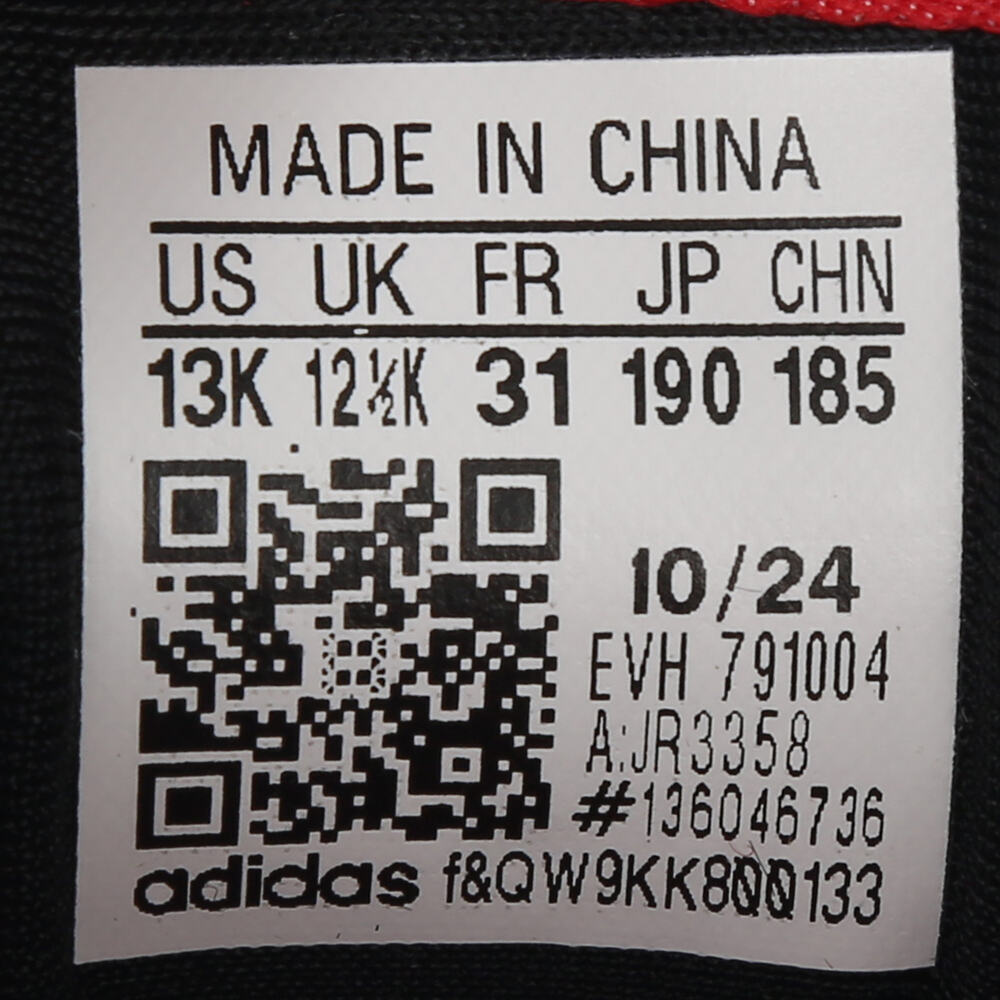 MADE IN CHINA
US UK FR JP CHN
13K 12½K 31 190 185
10/24
EVH 791004
A:JR3358
#136046736
adidas